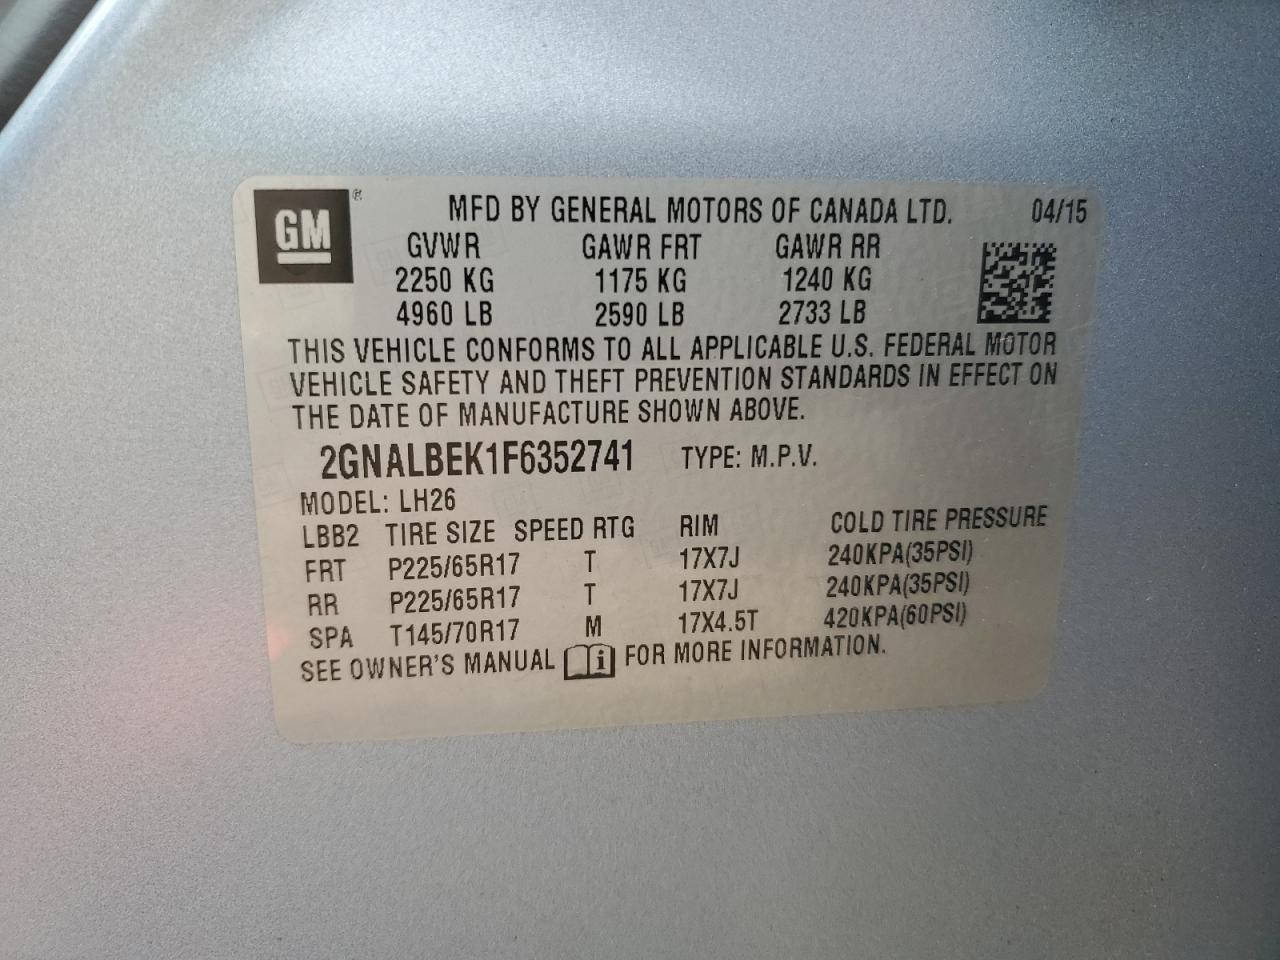 GM ®
MFD BY GENERAL MOTORS OF CANADA LTD. 04/15
GVWR GAWR FRT GAWR RR
2250 KG 1175 KG 1240 KG
4960 LB 2590 LB 2733 LB
THIS VEHICLE CONFORMS TO ALL APPLICABLE U.S. FEDERAL MOTOR
VEHICLE SAFETY AND THEFT PREVENTION STANDARDS IN EFFECT ON
THE DATE OF MANUFACTURE SHOWN ABOVE.
2GNALBEK1F6352741 TYPE: M.P.V.
MODEL: LH26
LBB2 TIRE SIZE SPEED RTG RIM COLD TIRE PRESSURE
FRT P225/65R17 T 17X7J 240KPA(35PSI)
RR P225/65R17 T 17X7J 240KPA(35PSI)
SPA T145/70R17 M 17X4.5T 420KPA(60PSI)
SEE OWNER'S MANUAL i FOR MORE INFORMATION.